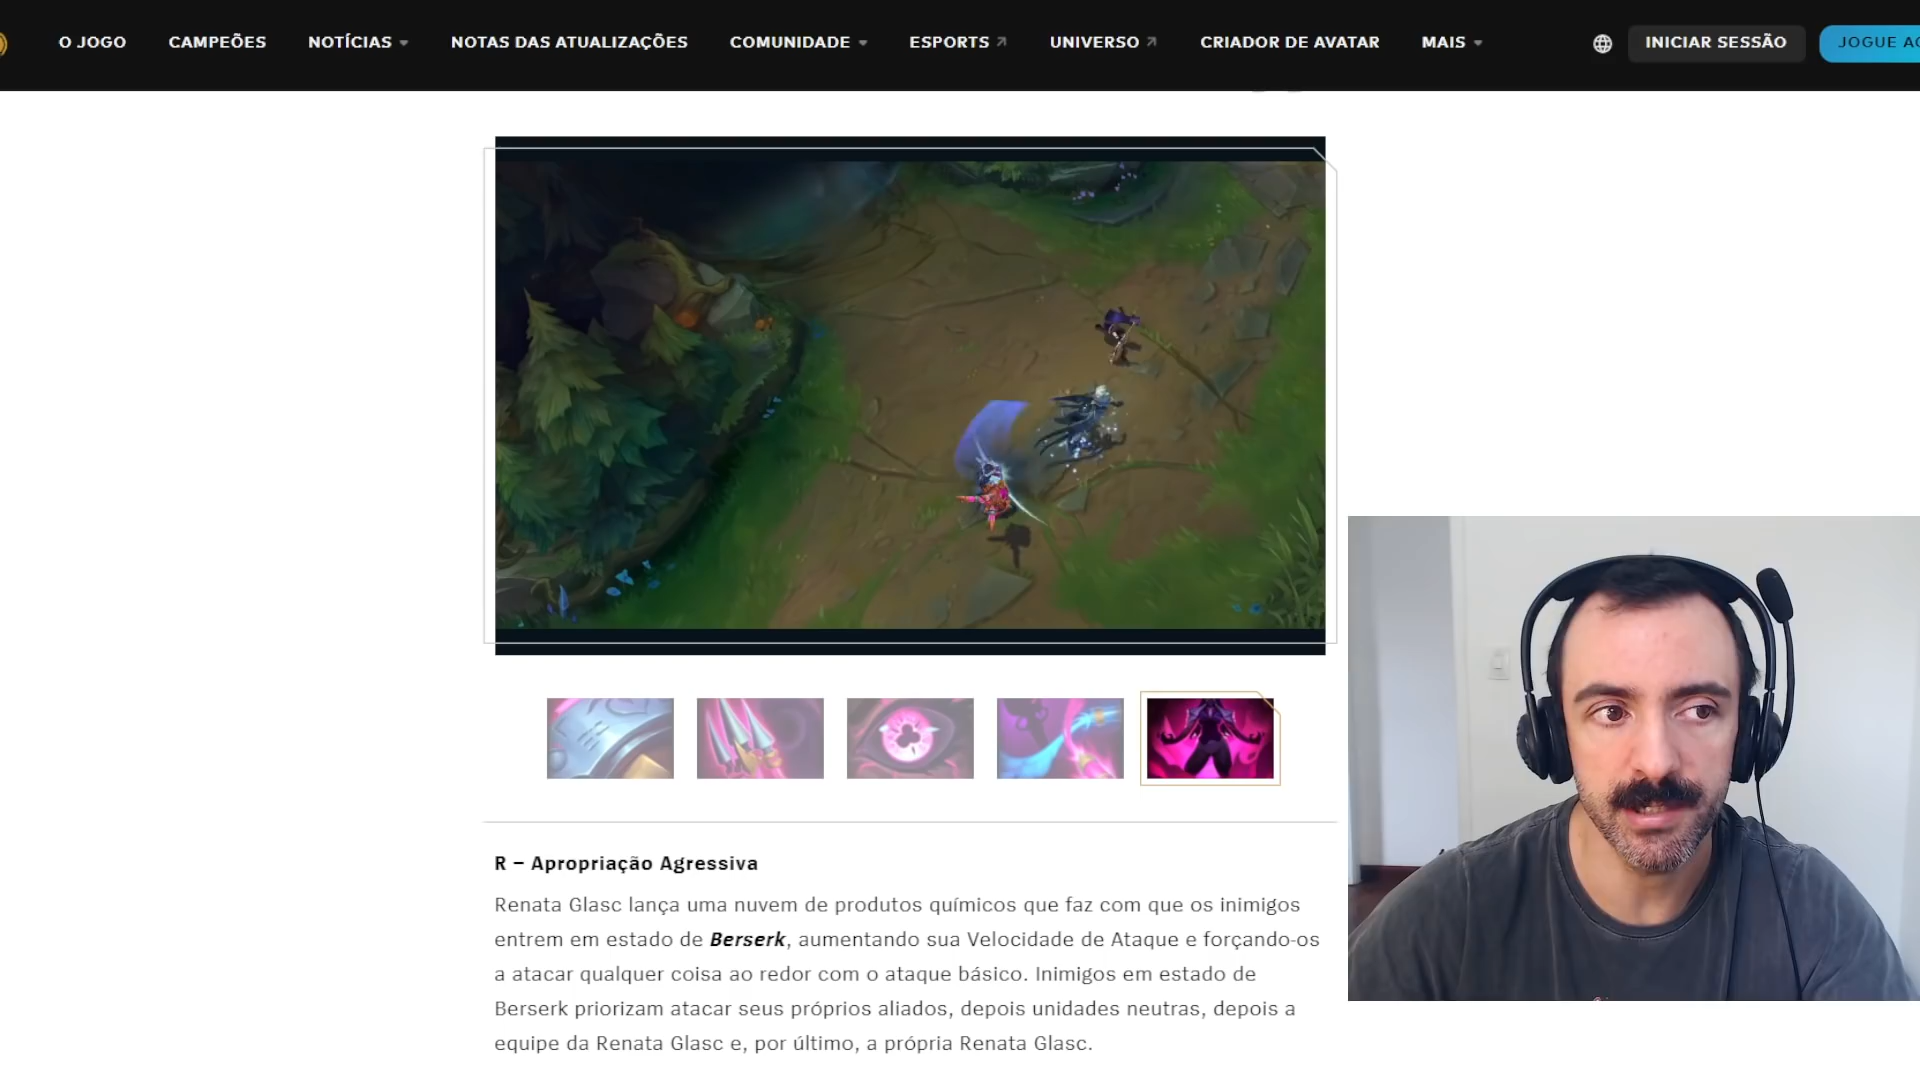 O JOGO
CAMPEÕES
NOTÍCIAS
NOTAS DAS ATUALIZAÇÕES
COMUNIDADE
ESPORTS
UNIVERSO
CRIADOR DE AVATAR
MAIS
INICIAR SESSÃO
JOGUE
R – Apropriação Agressiva
Renata Glasc lança uma nuvem de produtos químicos que faz com que os inimigos
entrem em estado de Berserk, aumentando sua Velocidade de Ataque e forçando-os
a atacar qualquer coisa ao redor com o ataque básico. Inimigos em estado de
Berserk priorizam atacar seus próprios aliados, depois unidades neutras, depois a
equipe da Renata Glasc e, por último, a própria Renata Glasc.